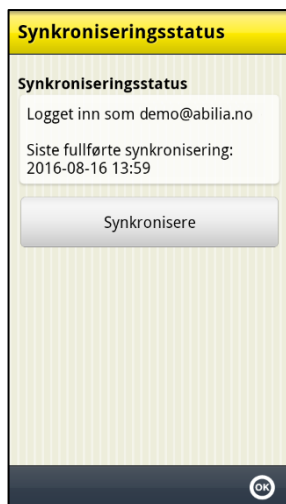 Synkroniseringsstatus
Synkroniseringsstatus
Logget inn som demo@abilia.no
Siste fullførte synkronisering:
2016-08-16 13:59
Synkronisere
OK